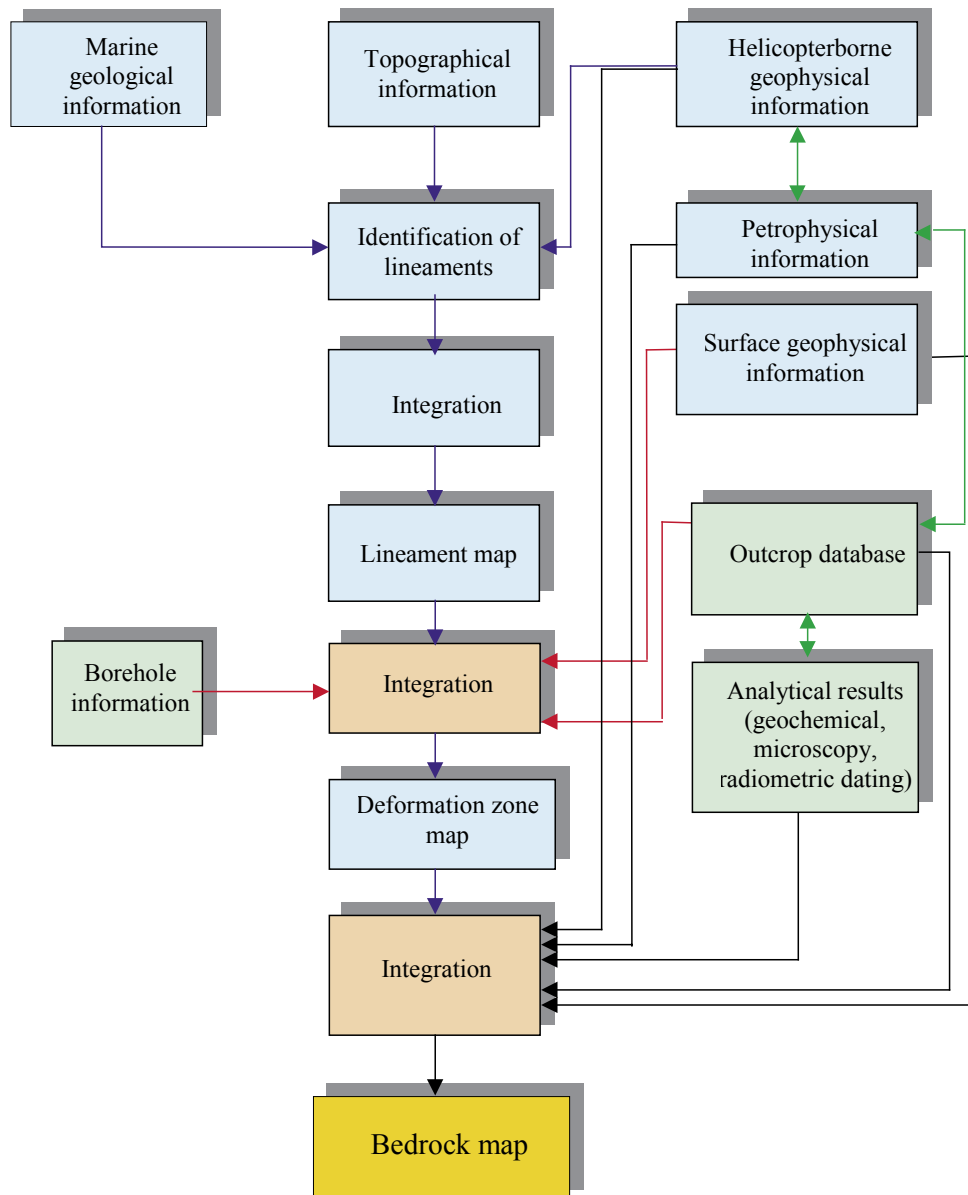 Marine
geological
information
Topographical
information
Helicopterborne
geophysical
information
Identification of
lineaments
Petrophysical
information
Surface geophysical
information
Integration
Lineament map
Outcrop database
Borehole
information
Integration
Analytical results
(geochemical,
microscopy,
radiometric dating)
Deformation zone
map
Integration
Bedrock map